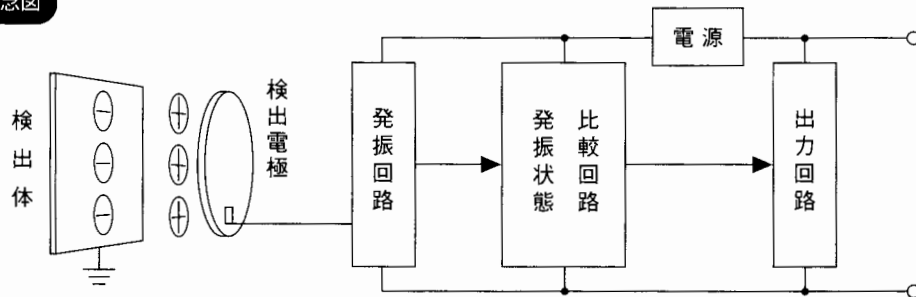 念図
検出体
検出電極
発振回路
発振状態
比較回路
電源
出力回路